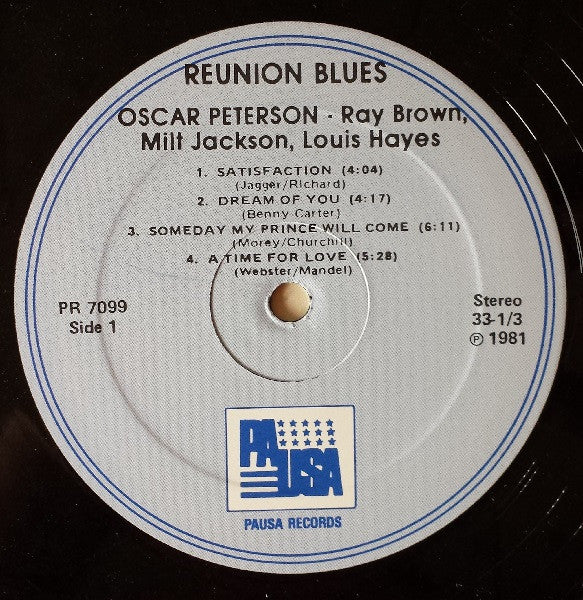 REUNION BLUES
OSCAR PETERSON - Ray Brown,
Milt Jackson, Louis Hayes
1. SATISFACTION (4:04)
(Jagger/Richard)
2. DREAM OF YOU (4:17)
(Benny Carter)
3. SOMEDAY MY PRINCE WILL COME (6:11)
(Morey/Churchill)
4. A TIME FOR LOVE (5:28)
(Webster/Mandel)
PR 7099
Side 1
Stereo
33-1/3
℗ 1981
PAUSA
PAUSA RECORDS